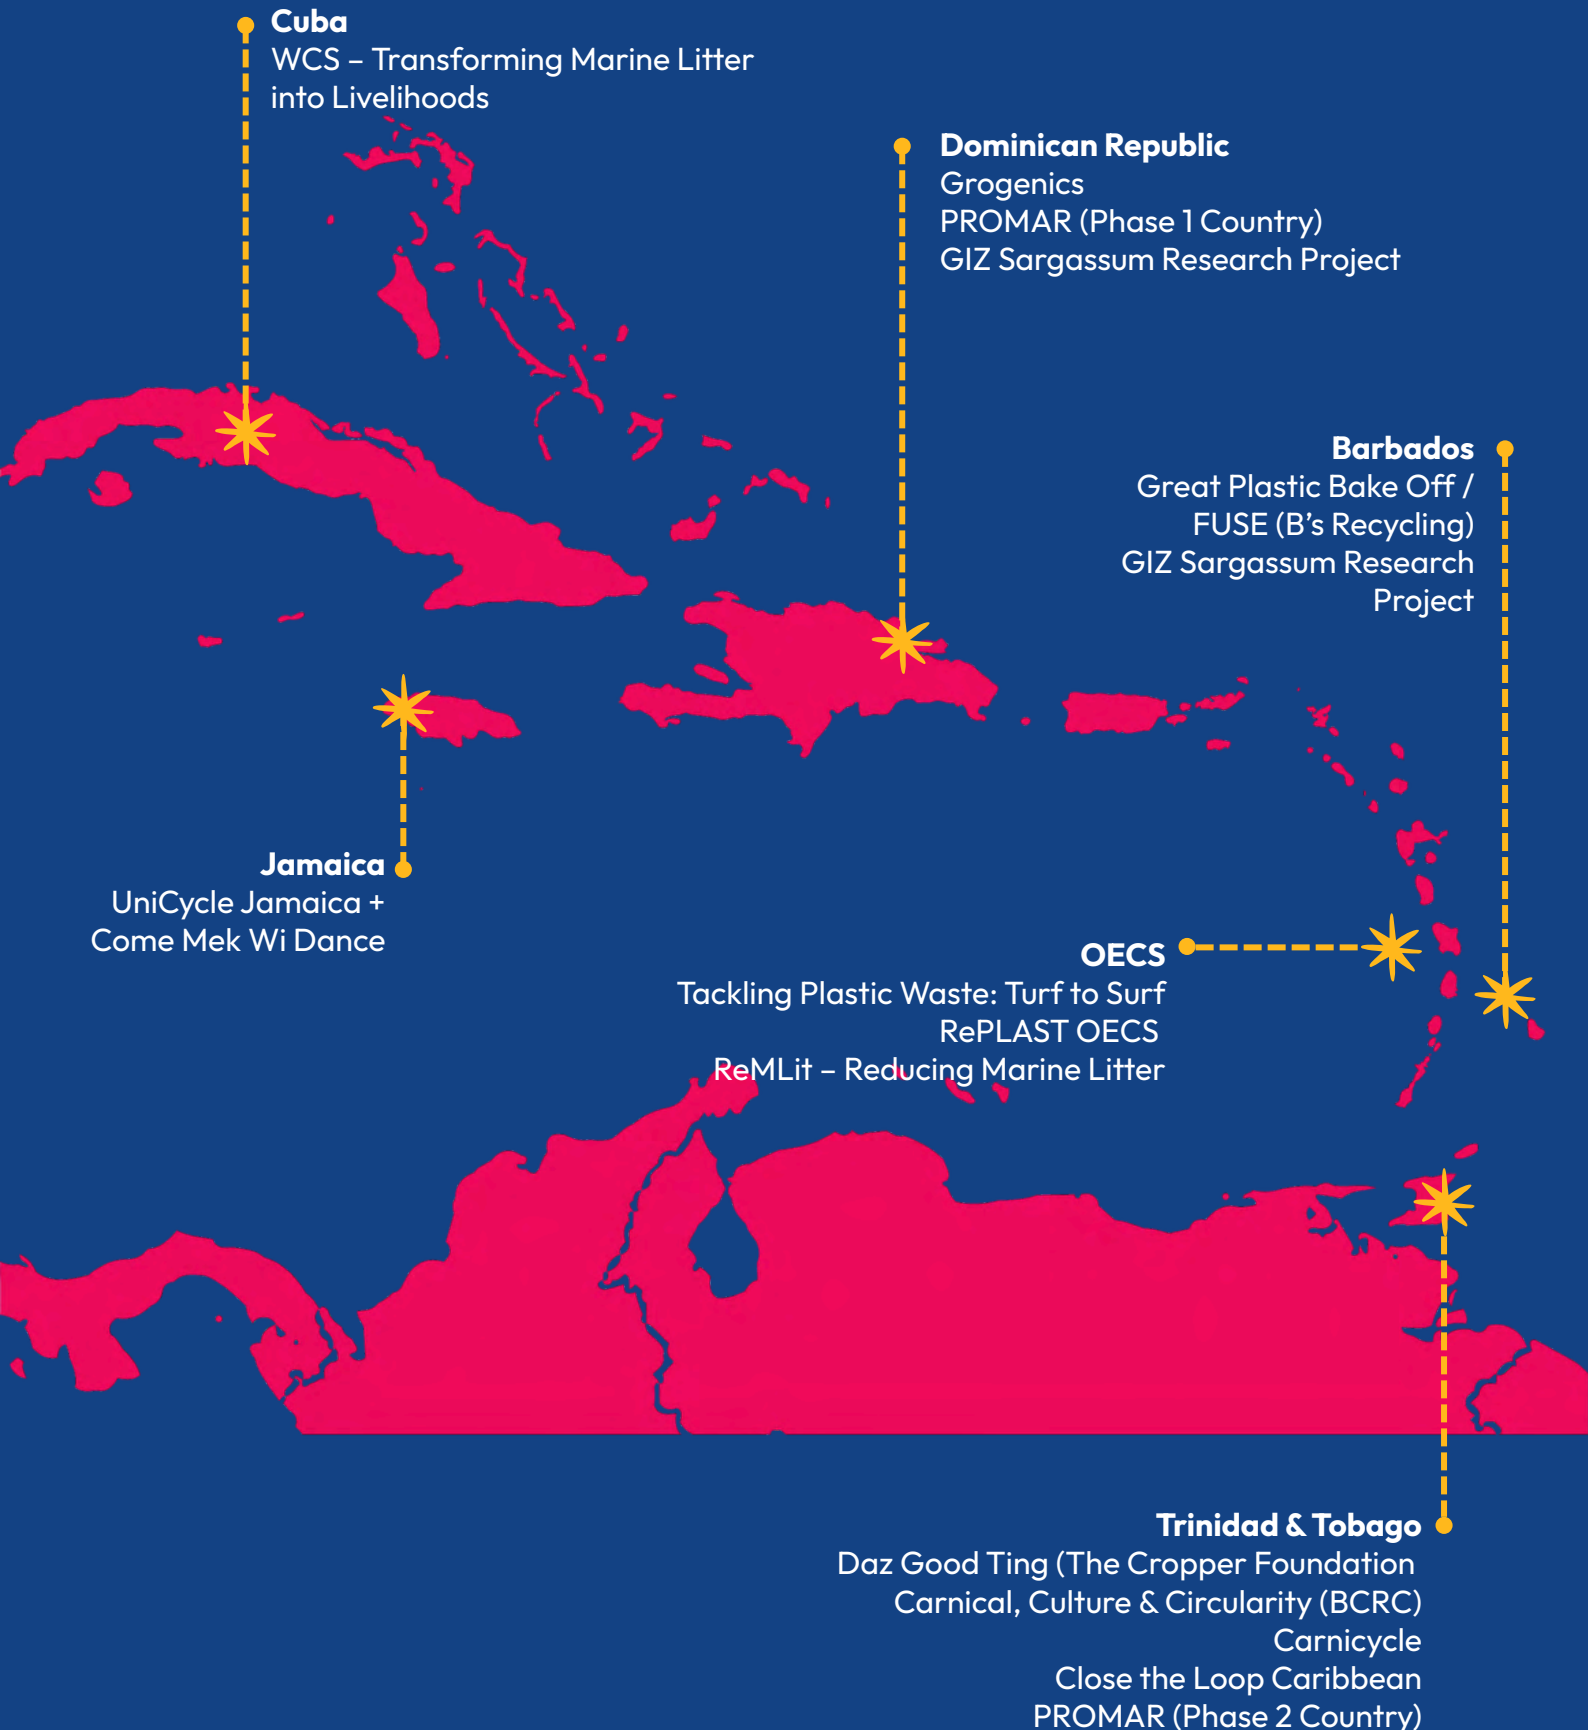 Cuba
WCS – Transforming Marine Litter
into Livelihoods
Dominican Republic
Grogenics
PROMAR (Phase 1 Country)
GIZ Sargassum Research Project
Barbados
Great Plastic Bake Off /
FUSE (B’s Recycling)
GIZ Sargassum Research
Project
Jamaica
UniCycle Jamaica +
Come Mek Wi Dance
OECS
Tackling Plastic Waste: Turf to Surf
RePLAST OECS
ReMLit – Reducing Marine Litter
Trinidad & Tobago
Daz Good Ting (The Cropper Foundation
Carnical, Culture & Circularity (BCRC)
Carnicycle
Close the Loop Caribbean
PROMAR (Phase 2 Country)